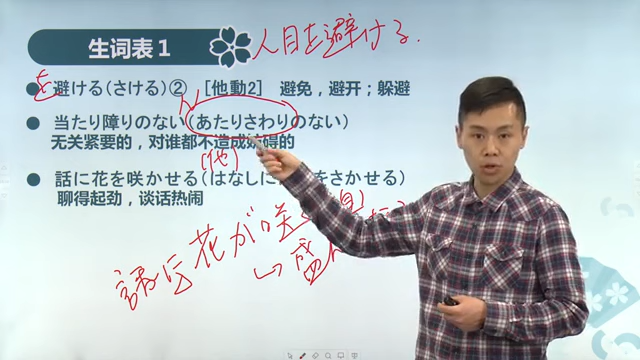 生词表1
人目を避ける.
を
避ける(さける)② [他動2] 避免,避开;躲避
当たり障りのない(あたりさわりのない)
无关紧要的,对谁都不造成妨碍的
(他)
話に花を咲かせる(はなしに をさかせる)
聊得起劲,谈话热闹
話に花が咲